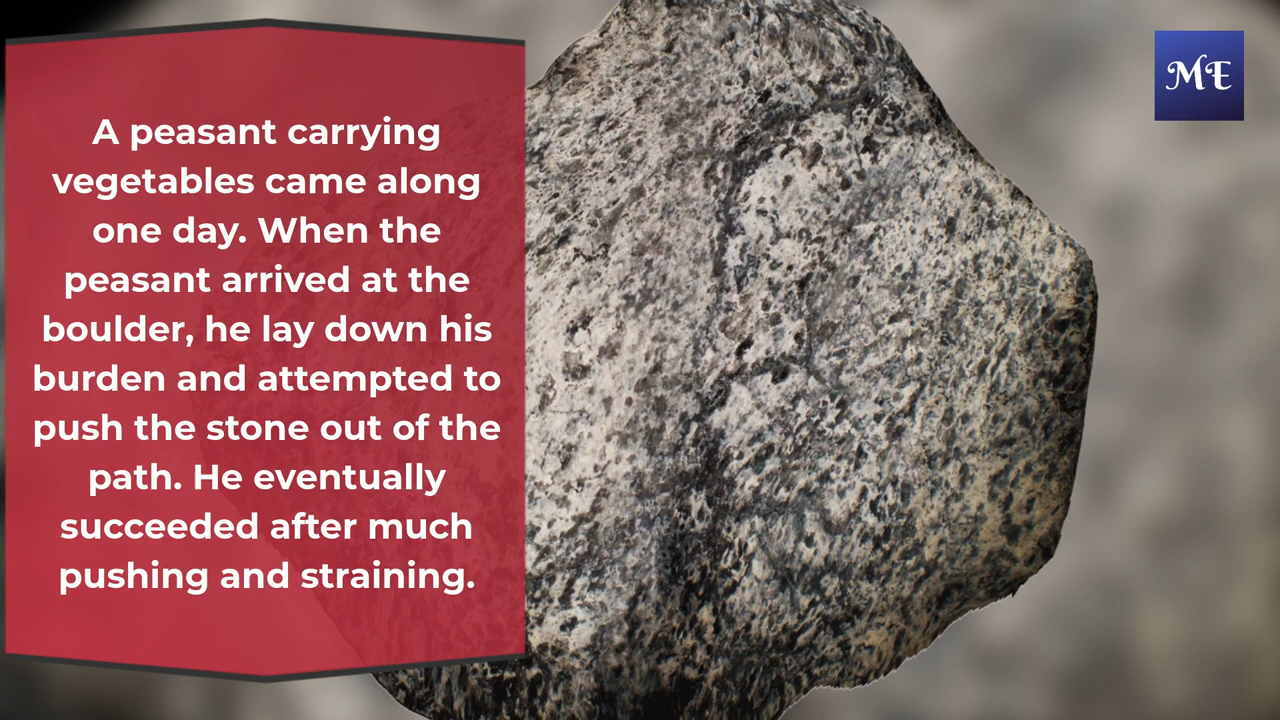 A peasant carrying
vegetables came along
one day. When the
peasant arrived at the
boulder, he lay down his
burden and attempted to
push the stone out of the
path. He eventually
succeeded after much
pushing and straining.
ME